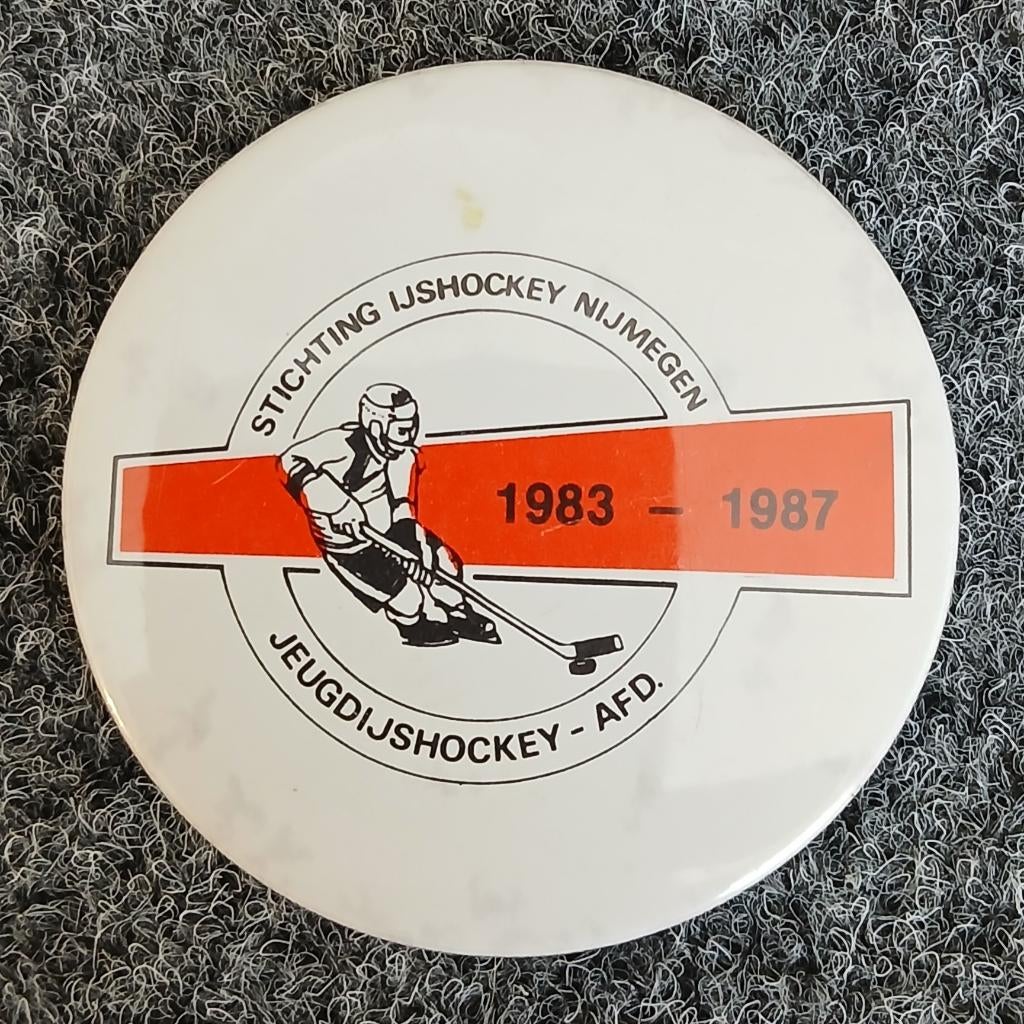 STICHTING IJSHOCKEY NIJMEGEN
1983 – 1987
JEUGDIJSHOCKEY - AFD.